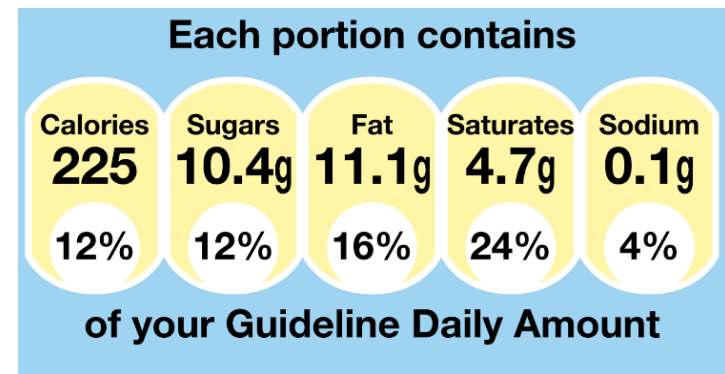 Each portion contains
Calories Sugars Fat Saturates Sodium
225 10.4g 11.1g 4.7g 0.1g
12% 12% 16% 24% 4%
of your Guideline Daily Amount